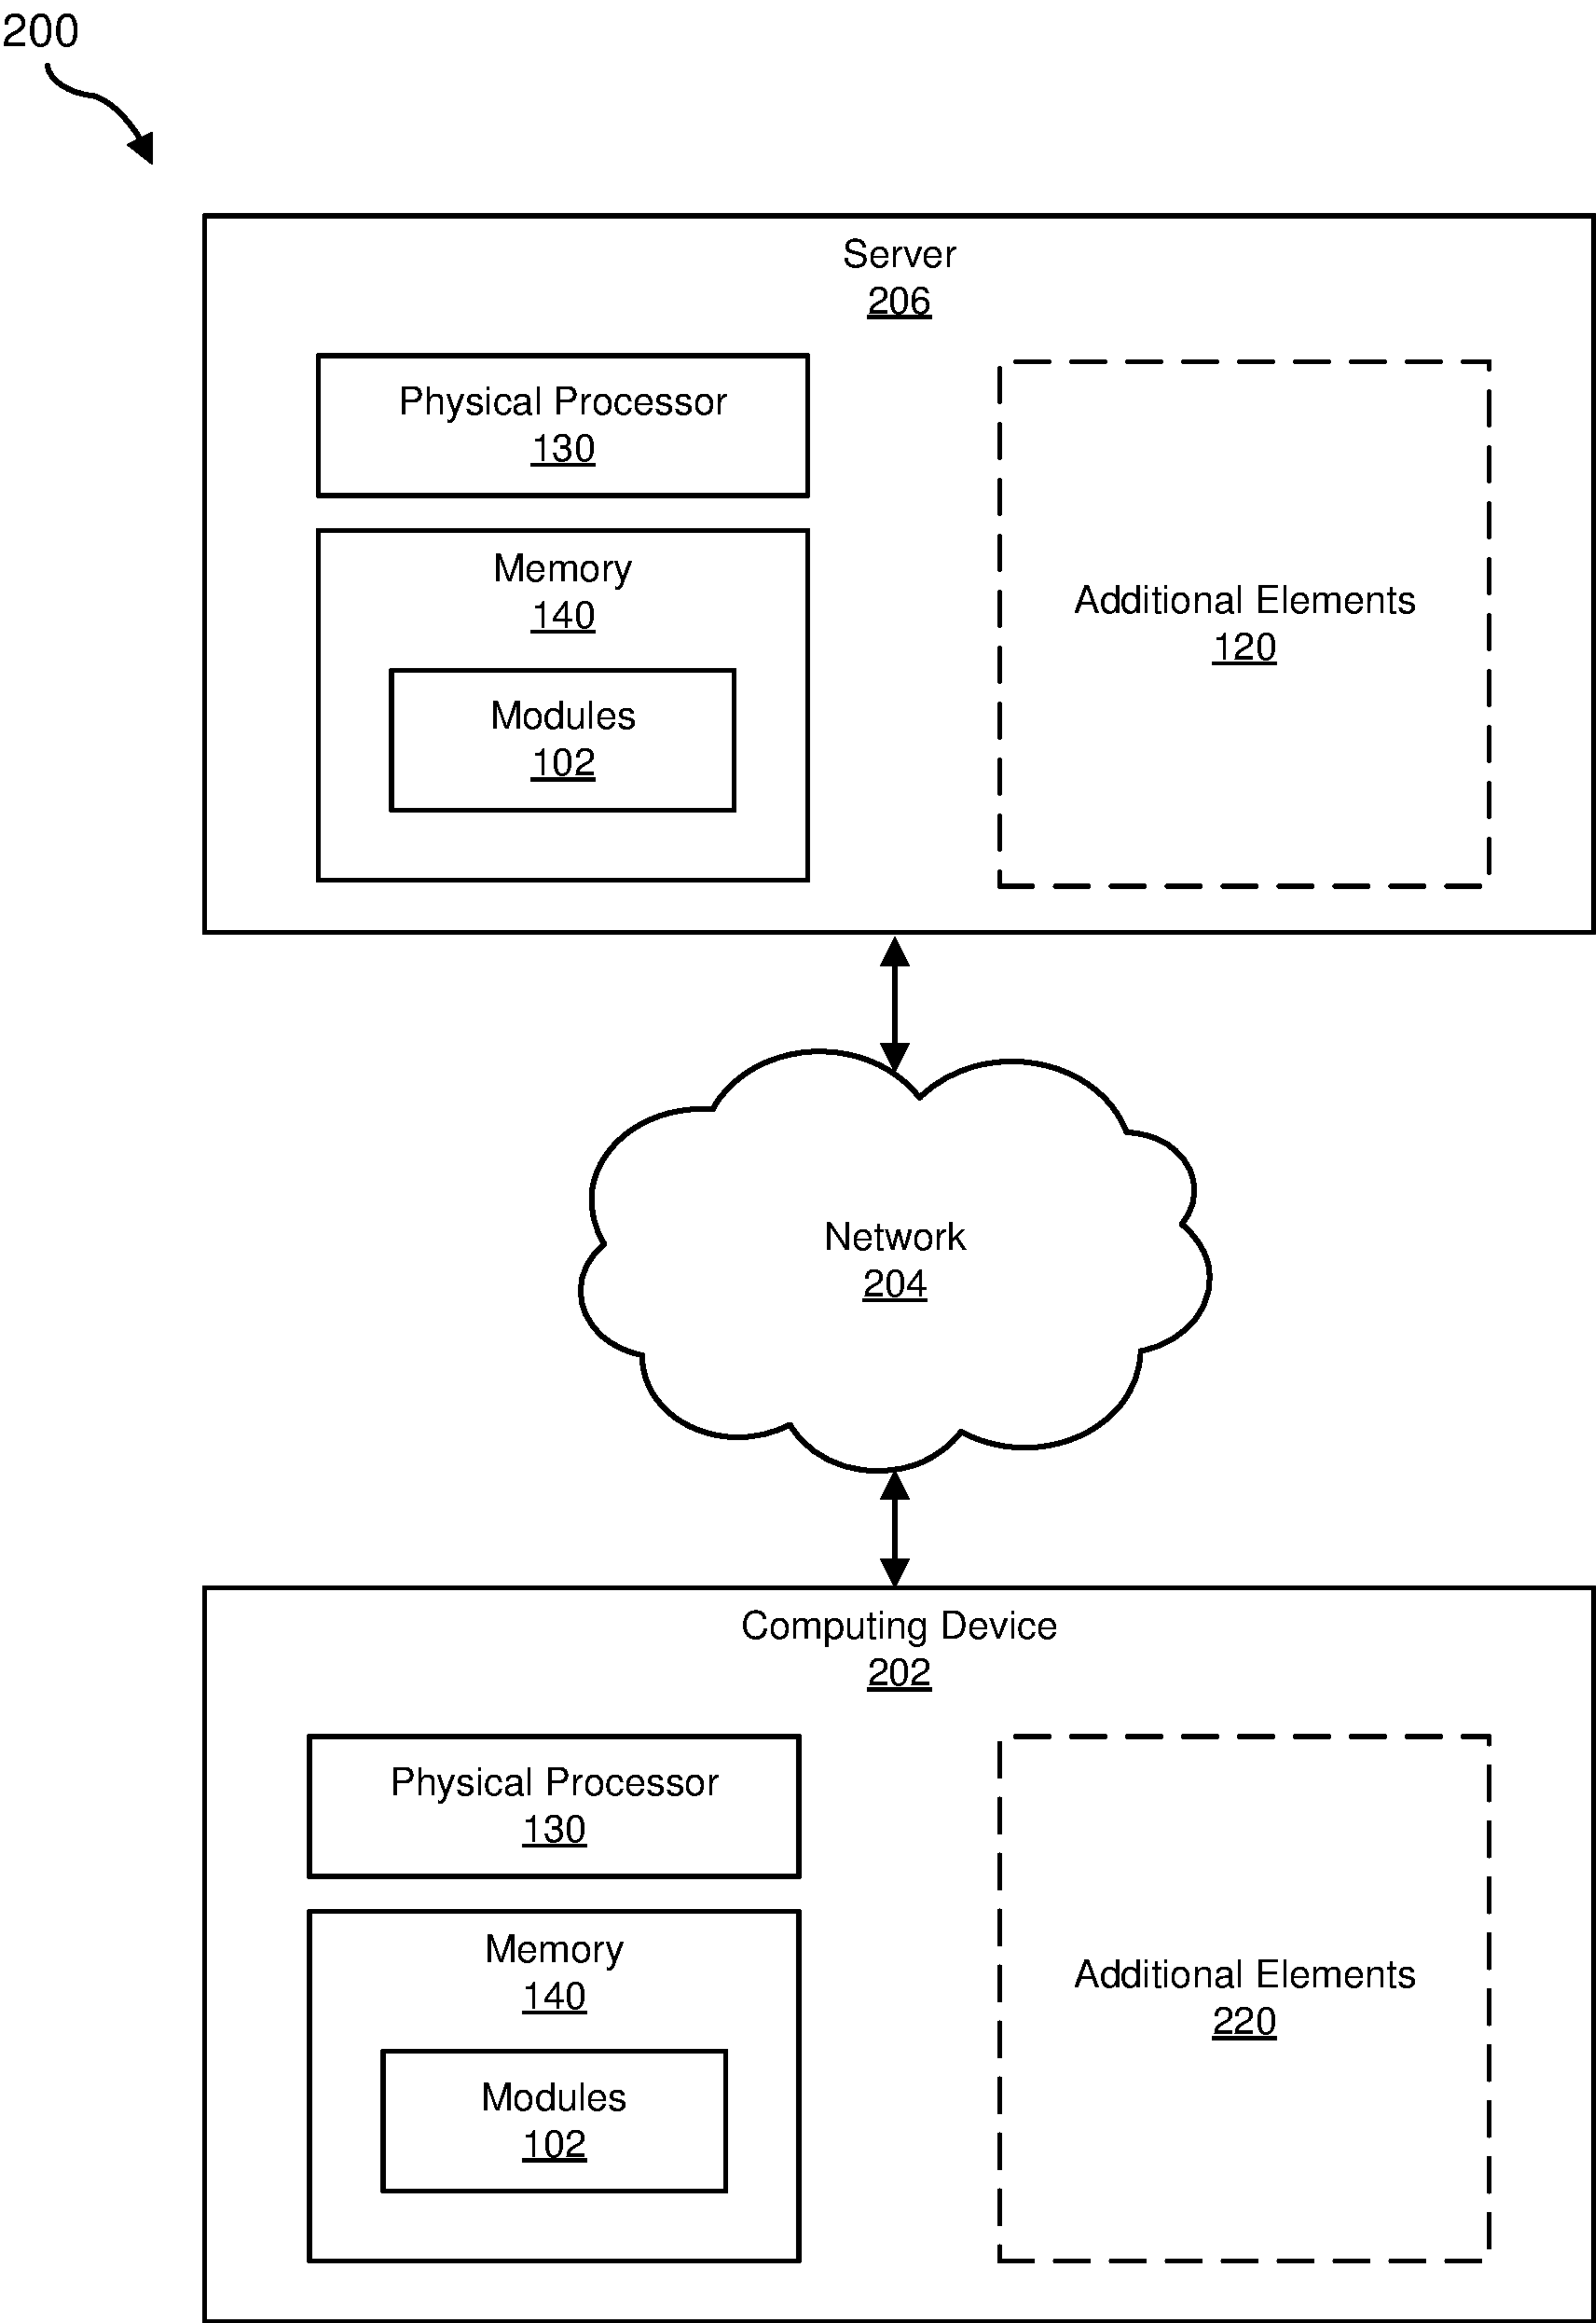 200
Server
206
Physical Processor
130
Memory
140
Modules
102
Additional Elements
120
Network
204
Computing Device
202
Physical Processor
130
Memory
140
Modules
102
Additional Elements
220